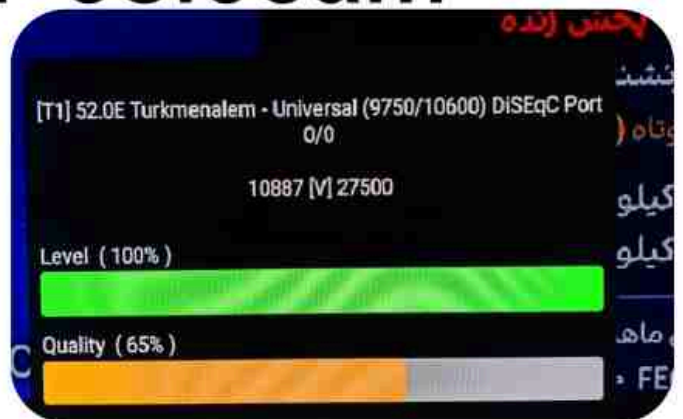 پخش زنده
[T1] 52.0E Turkmenalem - Universal (9750/10600) DiSEqC Port
0/0
10887 [V] 27500
کیلو
Level (100%)
کیلو
Quality (65%)